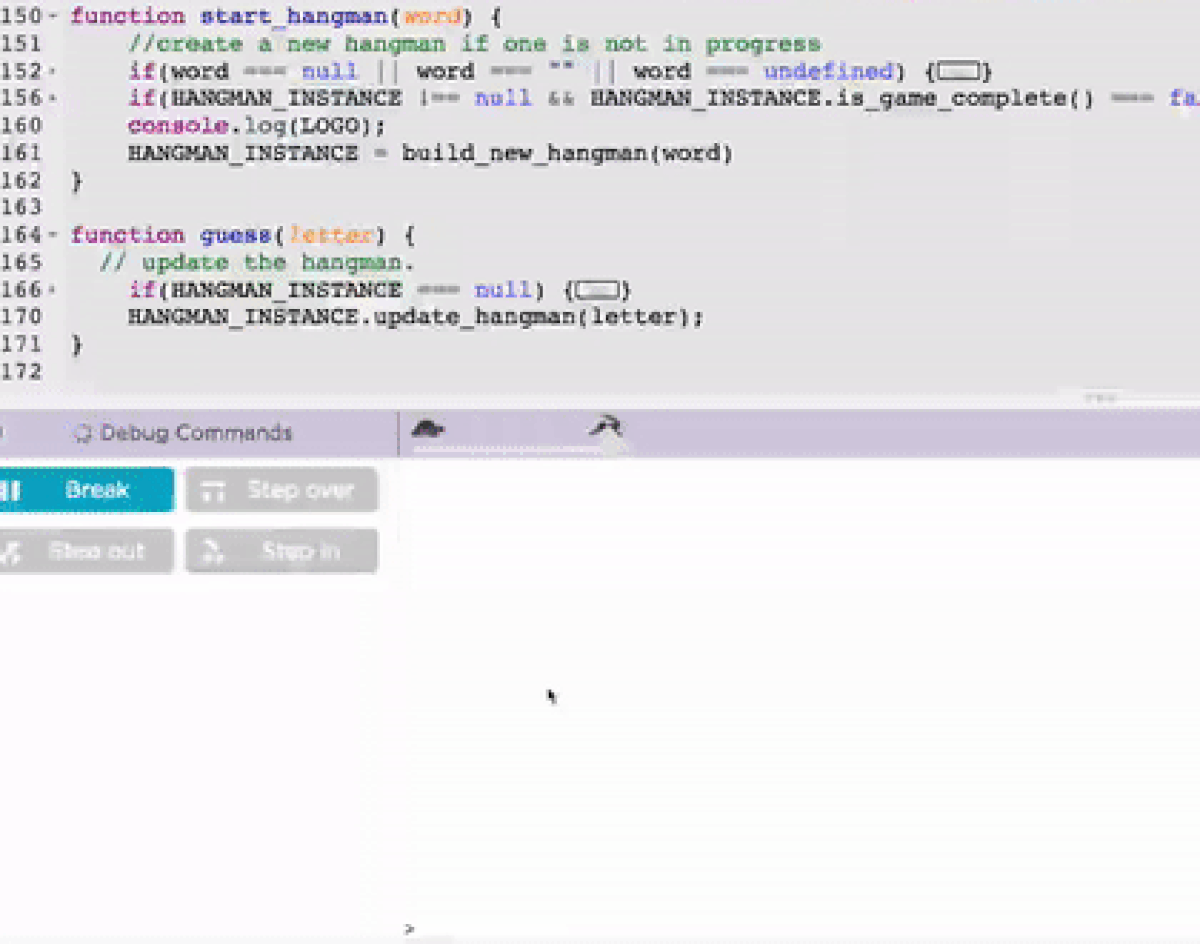 150 function start_hangman(word) {
151 //create a new hangman if one is not in progress
152 if(word === null || word === "" || word === undefined) {}
156 if(HANGMAN_INSTANCE !== null && HANGMAN_INSTANCE.is_game_complete() === fa
160 console.log(LOGO);
161 HANGMAN_INSTANCE = build_new_hangman(word)
162 }
163
164 function guess(letter) {
165 // update the hangman.
166 if(HANGMAN_INSTANCE === null) {}
170 HANGMAN_INSTANCE.update_hangman(letter);
171 }
172
Debug Commands
Break Step over
Step out Step in
>